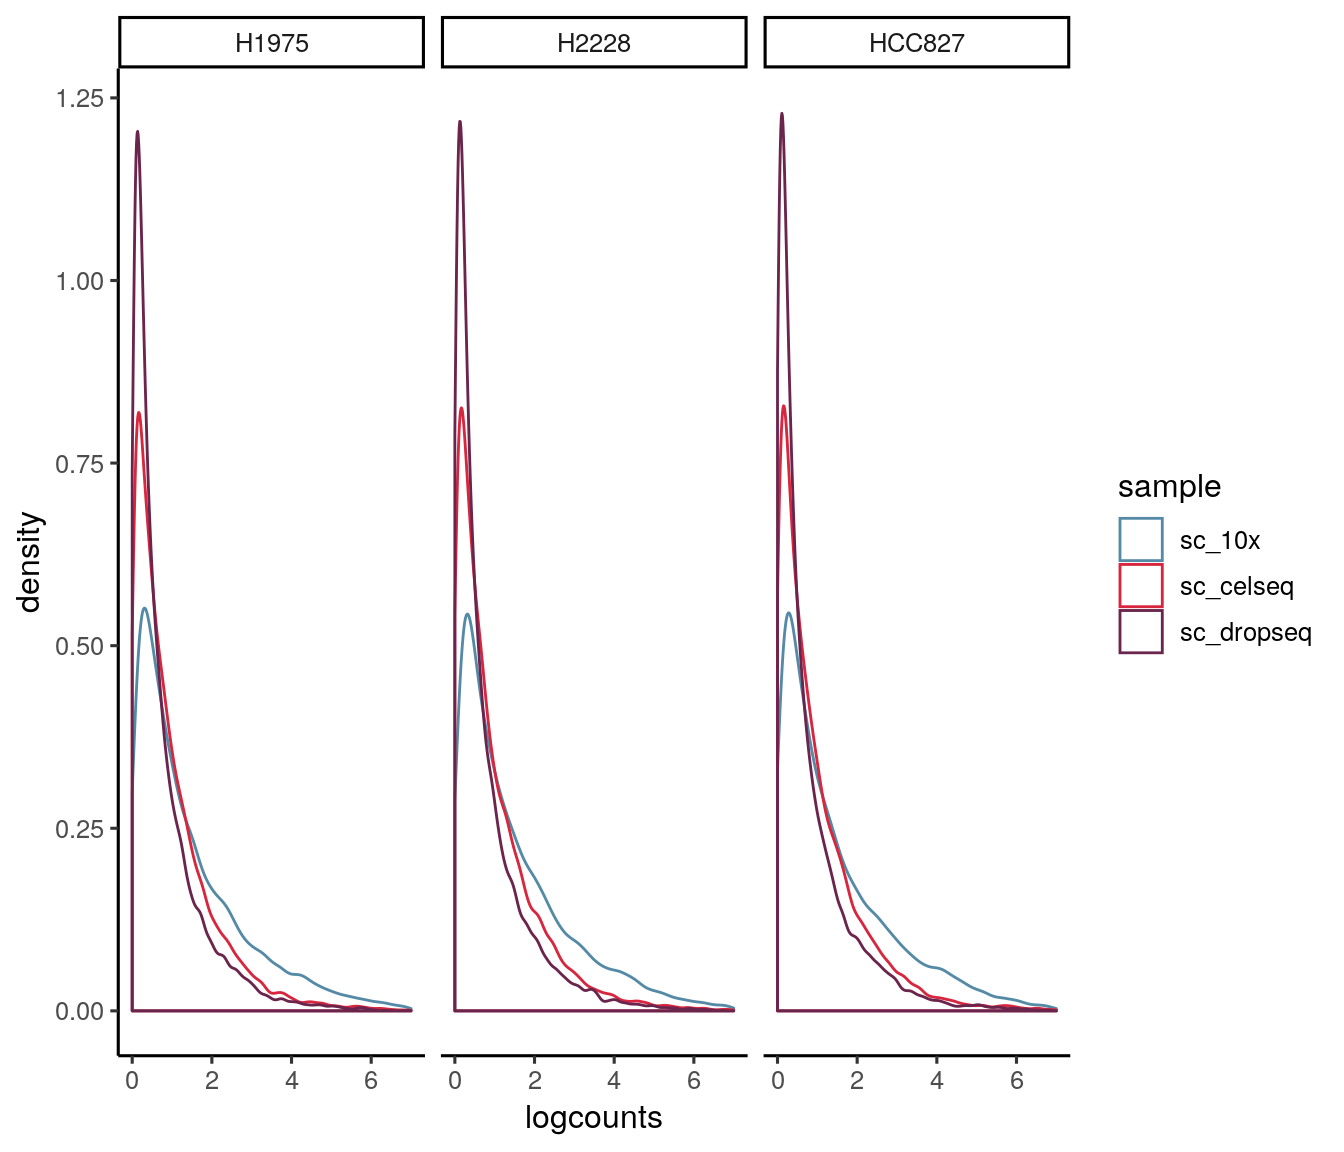 H1975 H2228 HCC827
1.25
1.00
0.75
0.50
0.25
0.00
density
0 2 4 6 0 2 4 6 0 2 4 6
logcounts
sample
sc_10x
sc_celseq
sc_dropseq